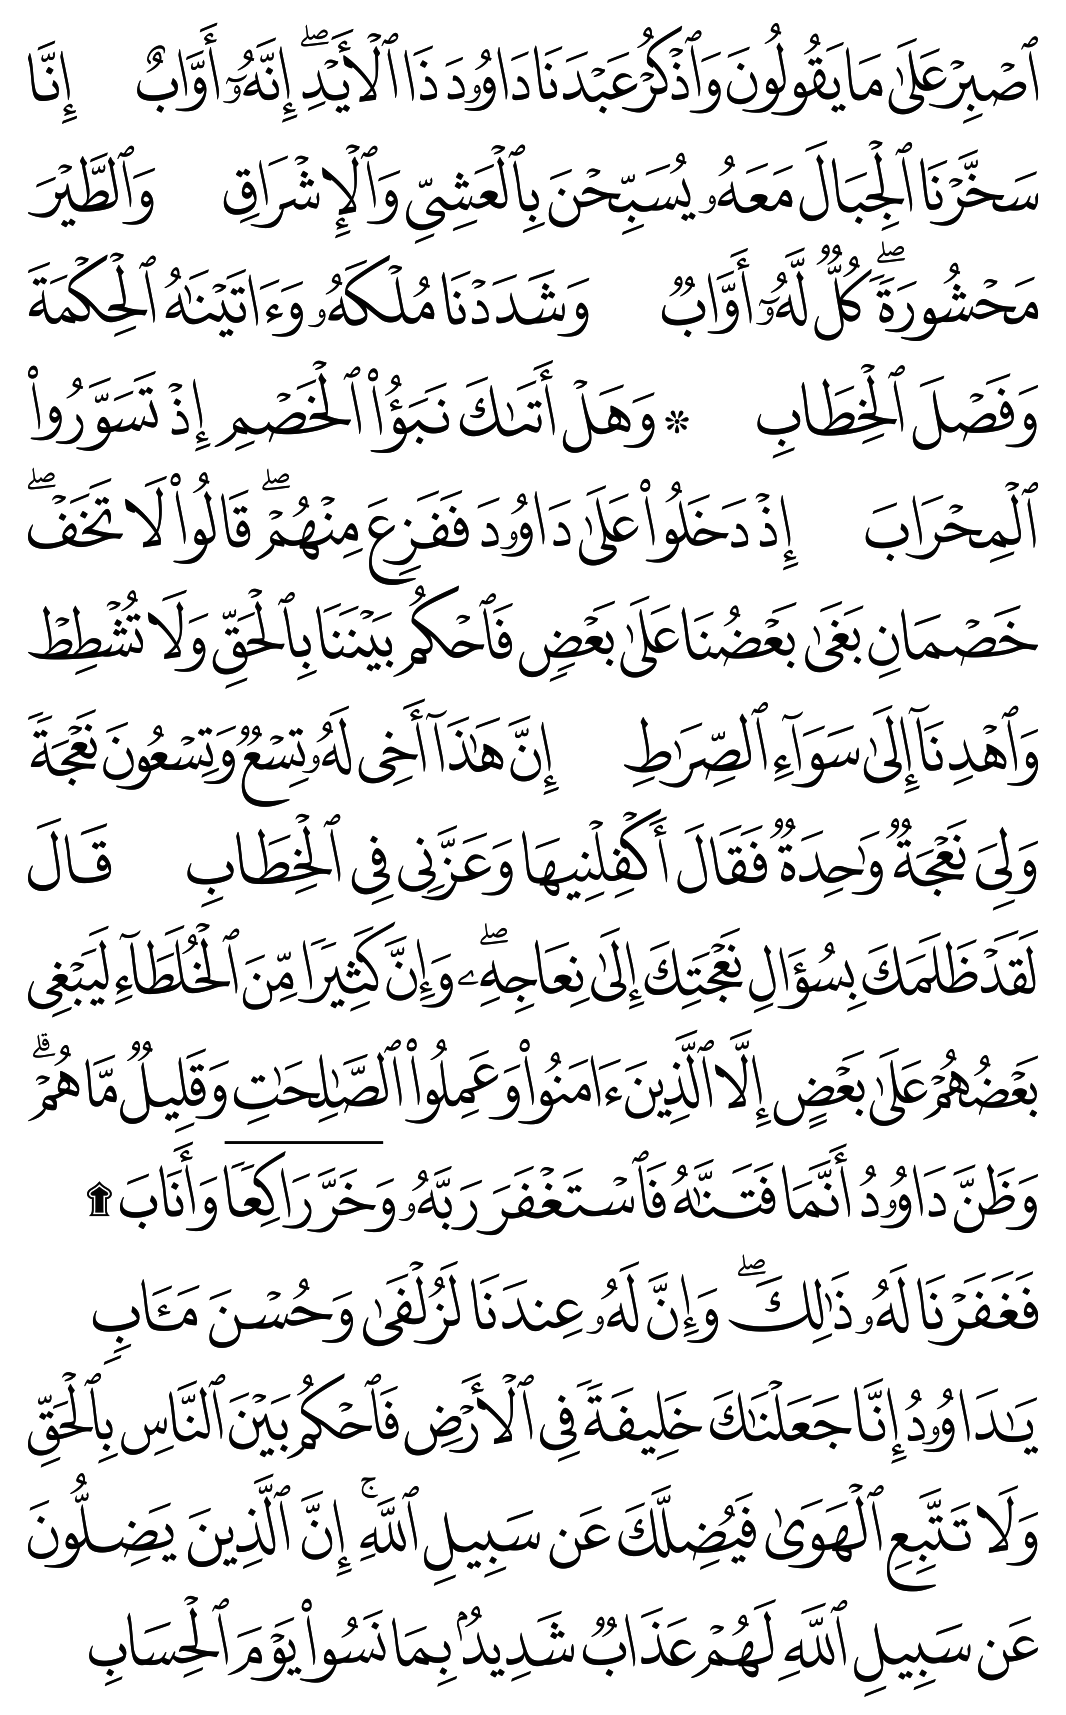 ٱصۡبِرۡ عَلَىٰ مَا يَقُولُونَ وَٱذۡكُرۡ عَبۡدَنَا دَاوُۥدَ ذَا ٱلۡأَيۡدِۖ إِنَّهُۥٓ أَوَّابٌ إِنَّا
سَخَّرۡنَا ٱلۡجِبَالَ مَعَهُۥ يُسَبِّحۡنَ بِٱلۡعَشِيِّ وَٱلۡإِشۡرَاقِ وَٱلطَّيۡرَ
مَحۡشُورَةٗۖ كُلّٞ لَّهُۥٓ أَوَّابٞ وَشَدَدۡنَا مُلۡكَهُۥ وَءَاتَيۡنَٰهُ ٱلۡحِكۡمَةَ
وَفَصۡلَ ٱلۡخِطَابِ ۞ وَهَلۡ أَتَىٰكَ نَبَؤُاْ ٱلۡخَصۡمِ إِذۡ تَسَوَّرُواْ
ٱلۡمِحۡرَابَ إِذۡ دَخَلُواْ عَلَىٰ دَاوُۥدَ فَفَزِعَ مِنۡهُمۡۖ قَالُواْ لَا تَخَفۡۖ
خَصۡمَانِ بَغَىٰ بَعۡضُنَا عَلَىٰ بَعۡضٖ فَٱحۡكُم بَيۡنَنَا بِٱلۡحَقِّ وَلَا تُشۡطِطۡ
وَٱهۡدِنَآ إِلَىٰ سَوَآءِ ٱلصِّرَٰطِ إِنَّ هَٰذَآ أَخِي لَهُۥ تِسۡعٞ وَتِسۡعُونَ نَعۡجَةٗ
وَلِيَ نَعۡجَةٞ وَٰحِدَةٞ فَقَالَ أَكۡفِلۡنِيهَا وَعَزَّنِي فِي ٱلۡخِطَابِ قَالَ
لَقَدۡ ظَلَمَكَ بِسُؤَالِ نَعۡجَتِكَ إِلَىٰ نِعَاجِهِۦۖ وَإِنَّ كَثِيرٗا مِّنَ ٱلۡخُلَطَآءِ لَيَبۡغِي
بَعۡضُهُمۡ عَلَىٰ بَعۡضٍ إِلَّا ٱلَّذِينَ ءَامَنُواْ وَعَمِلُواْ ٱلصَّٰلِحَٰتِ وَقَلِيلٞ مَّا هُمۡۗ
وَظَنَّ دَاوُۥدُ أَنَّمَا فَتَنَّٰهُ فَٱسۡتَغۡفَرَ رَبَّهُۥ وَخَرَّۤ رَاكِعٗاۤ وَأَنَابَ ۩
فَغَفَرۡنَا لَهُۥ ذَٰلِكَۖ وَإِنَّ لَهُۥ عِندَنَا لَزُلۡفَىٰ وَحُسۡنَ مَـَٔابٖ
يَٰدَاوُۥدُ إِنَّا جَعَلۡنَٰكَ خَلِيفَةٗ فِي ٱلۡأَرۡضِ فَٱحۡكُم بَيۡنَ ٱلنَّاسِ بِٱلۡحَقِّ
وَلَا تَتَّبِعِ ٱلۡهَوَىٰ فَيُضِلَّكَ عَن سَبِيلِ ٱللَّهِۚ إِنَّ ٱلَّذِينَ يَضِلُّونَ
عَن سَبِيلِ ٱللَّهِ لَهُمۡ عَذَابٞ شَدِيدُۢ بِمَا نَسُواْ يَوۡمَ ٱلۡحِسَابِ